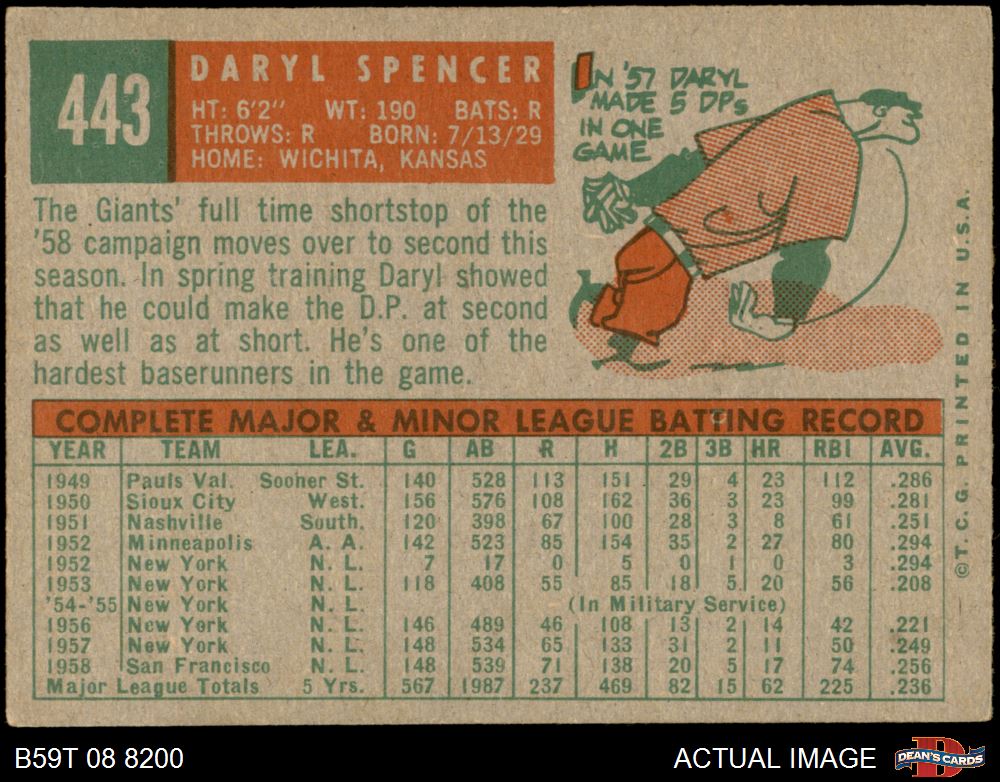 443
DARYL SPENCER
HT: 6'2" WT: 190 BATS: R
THROWS: R BORN: 7/13/29
HOME: WICHITA, KANSAS
IN '57 DARYL
MADE 5 DPs
IN ONE
GAME
The Giants' full time shortstop of the
'58 campaign moves over to second this
season. In spring training Daryl showed
that he could make the D.P. at second
as well as at short. He's one of the
hardest baserunners in the game.
COMPLETE MAJOR & MINOR LEAGUE BATTING RECORD
YEAR TEAM LEA. G AB R H 2B 3B HR RBI AVG.
1949 Pauls Val. Sooner St. 140 528 113 151 29 4 23 112 .286
1950 Sioux City West. 156 576 108 162 36 3 23 99 .281
1951 Nashville South. 120 398 67 100 28 3 8 61 .251
1952 Minneapolis A. A. 142 523 85 154 35 2 27 80 .294
1952 New York N. L. 7 17 0 5 0 1 0 3 .294
1953 New York N. L. 118 408 55 85 18 5 20 56 .208
'54-'55 New York N. L. (In Military Service)
1956 New York N. L. 146 489 46 108 13 2 14 42 .221
1957 New York N. L. 148 534 65 133 31 2 11 50 .249
1958 San Francisco N. L. 148 539 71 138 20 5 17 74 .256
Major League Totals 5 Yrs. 567 1987 237 469 82 15 62 225 .236
©T.C.G. PRINTED IN U.S.A.
B59T 08 8200
ACTUAL IMAGE
D
DEAN'S CARDS